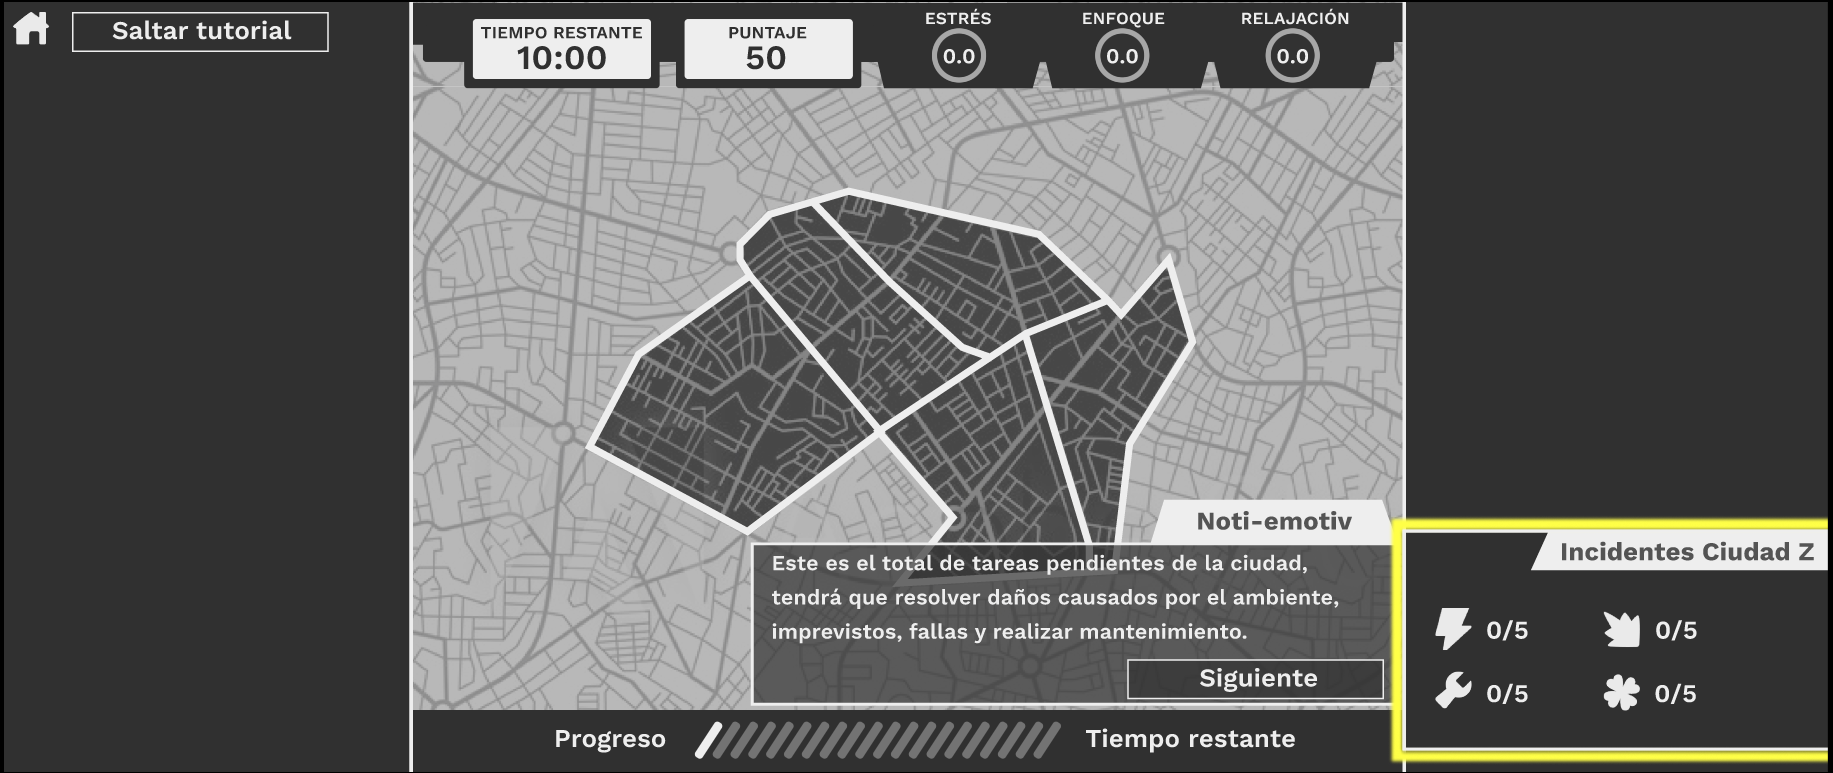 Saltar tutorial
TIEMPO RESTANTE
10:00
PUNTAJE
50
ESTRÉS
0.0
ENFOQUE
0.0
RELAJACIÓN
0.0
Noti-emotiv
Este es el total de tareas pendientes de la ciudad,
tendrá que resolver daños causados por el ambiente,
imprevistos, fallas y realizar mantenimiento.
Siguiente
Incidentes Ciudad Z
0/5
0/5
0/5
0/5
Progreso
Tiempo restante